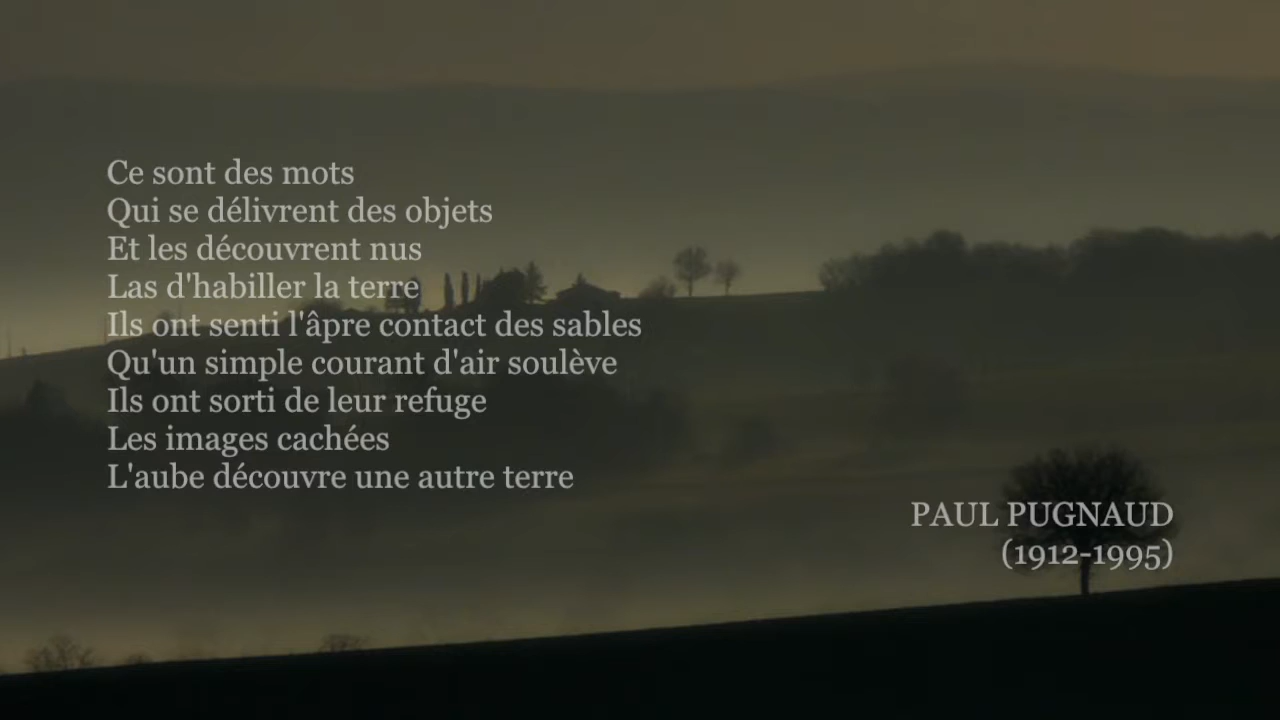 Ce sont des mots
Qui se délivrent des objets
Et les découvrent nus
Las d'habiller la terre
Ils ont senti l'âpre contact des sables
Qu'un simple courant d'air soulève
Ils ont sorti de leur refuge
Les images cachées
L'aube découvre une autre terre
PAUL PUGNAUD
(1912-1995)